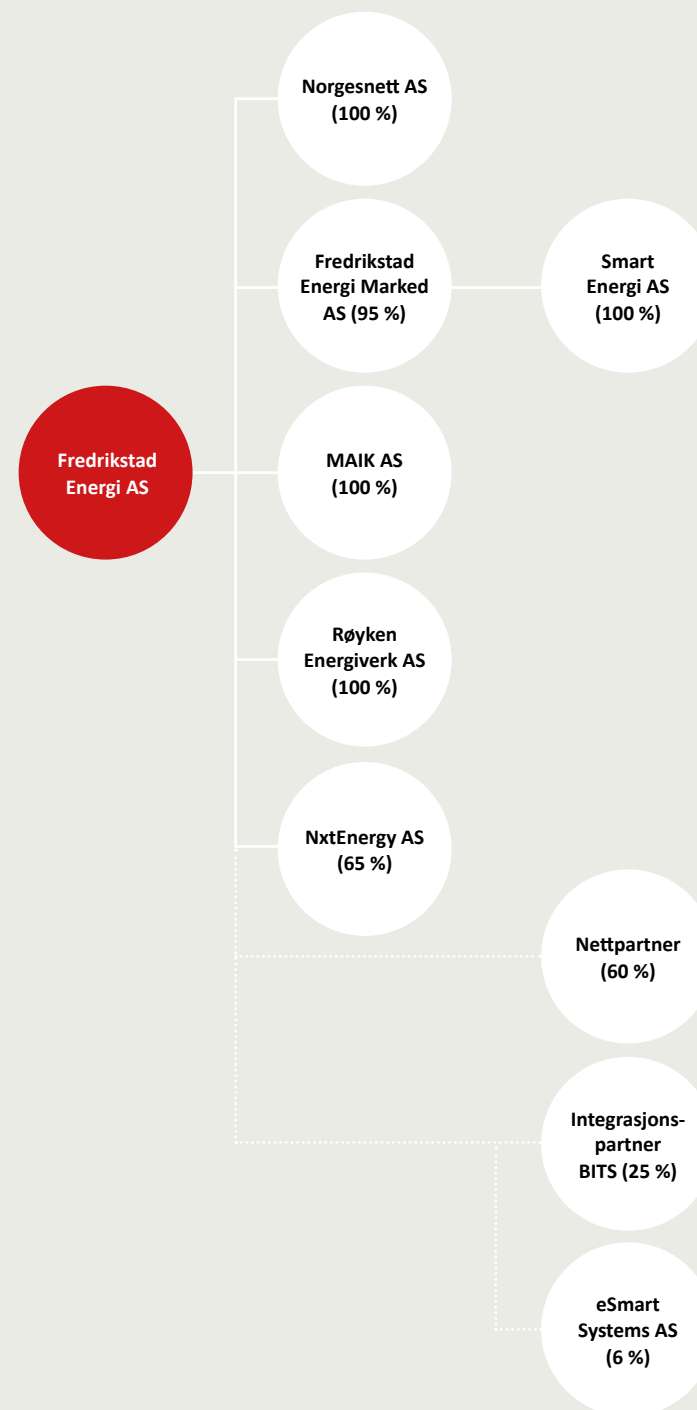 Norgesnett AS
(100 %)
Fredrikstad
Energi Marked
AS (95 %)
Smart
Energi AS
(100 %)
Fredrikstad
Energi AS
MAIK AS
(100 %)
Røyken
Energiverk AS
(100 %)
NxtEnergy AS
(65 %)
Nettpartner
(60 %)
Integrasjons-
partner
BITS (25 %)
eSmart
Systems AS
(6 %)